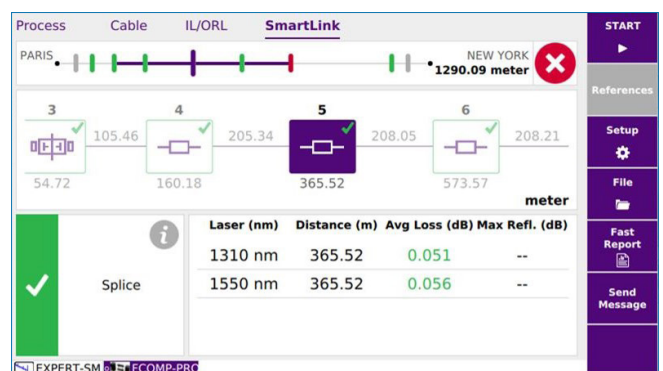 Process Cable IL/ORL SmartLink START
PARIS NEW YORK
1290.09 meter
References
3 4 5 6
105.46 205.34 208.05 208.21
Setup
54.72 160.18 365.52 573.57
meter
File
Laser (nm) Distance (m) Avg Loss (dB) Max Refl. (dB)
i
1310 nm 365.52 0.051 --
Fast
Report
Splice
1550 nm 365.52 0.056 --
Send
Message
EXPERT-SM ECOMP-PRO